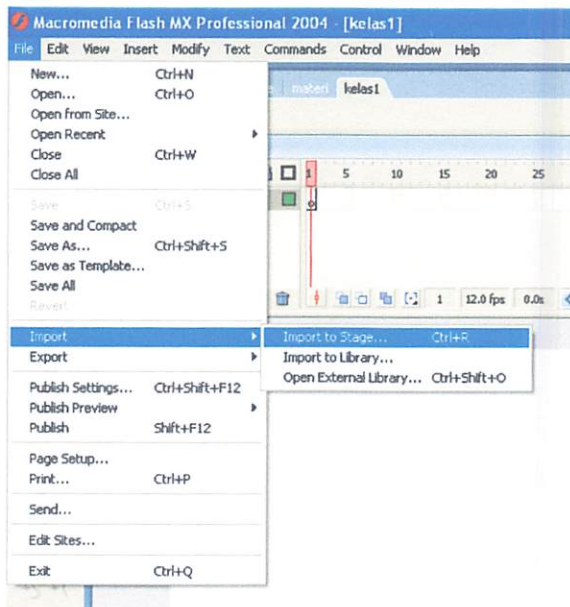 Macromedia Flash MX Professional 2004 - [kelas1]
File Edit View Insert Modify Text Commands Control Window Help
New... Ctrl+N
Open... Ctrl+O
Open from Site...
Open Recent
Close Ctrl+W
Close All
Save Ctrl+S
Save and Compact
Save As... Ctrl+Shift+S
Save as Template...
Save All
Revert
Import
Export
Publish Settings... Ctrl+Shift+F12
Publish Preview
Publish Shift+F12
Page Setup...
Print... Ctrl+P
Send...
Edit Sites...
Exit Ctrl+Q
materi kelas1
1 5 10 15 20 25
1 12.0 fps 0.0s
Import to Stage... Ctrl+R
Import to Library...
Open External Library... Ctrl+Shift+O